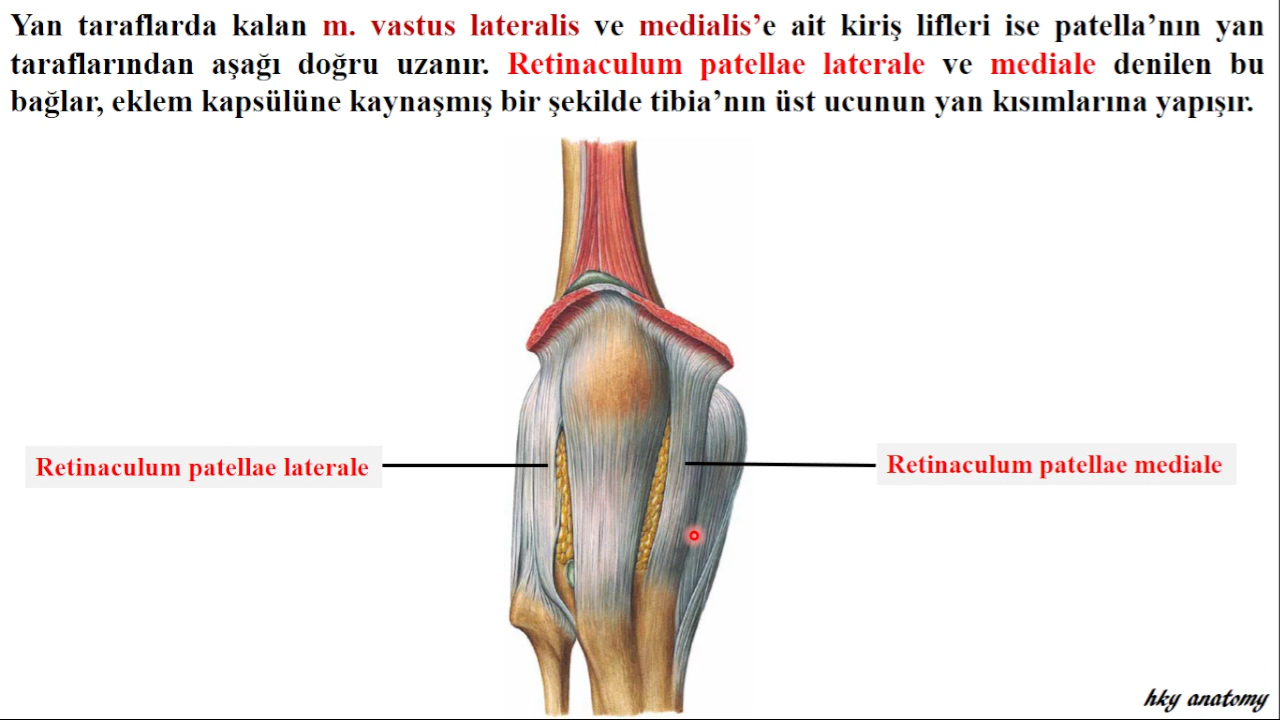 Yan taraflarda kalan m. vastus lateralis ve medialis’e ait kiriş lifleri ise patella’nın yan
taraflarından aşağı doğru uzanır. Retinaculum patellae laterale ve mediale denilen bu
bağlar, eklem kapsülüne kaynaşmış bir şekilde tibia’nın üst ucunun yan kısımlarına yapışır.
Retinaculum patellae laterale
Retinaculum patellae mediale
hky anatomy